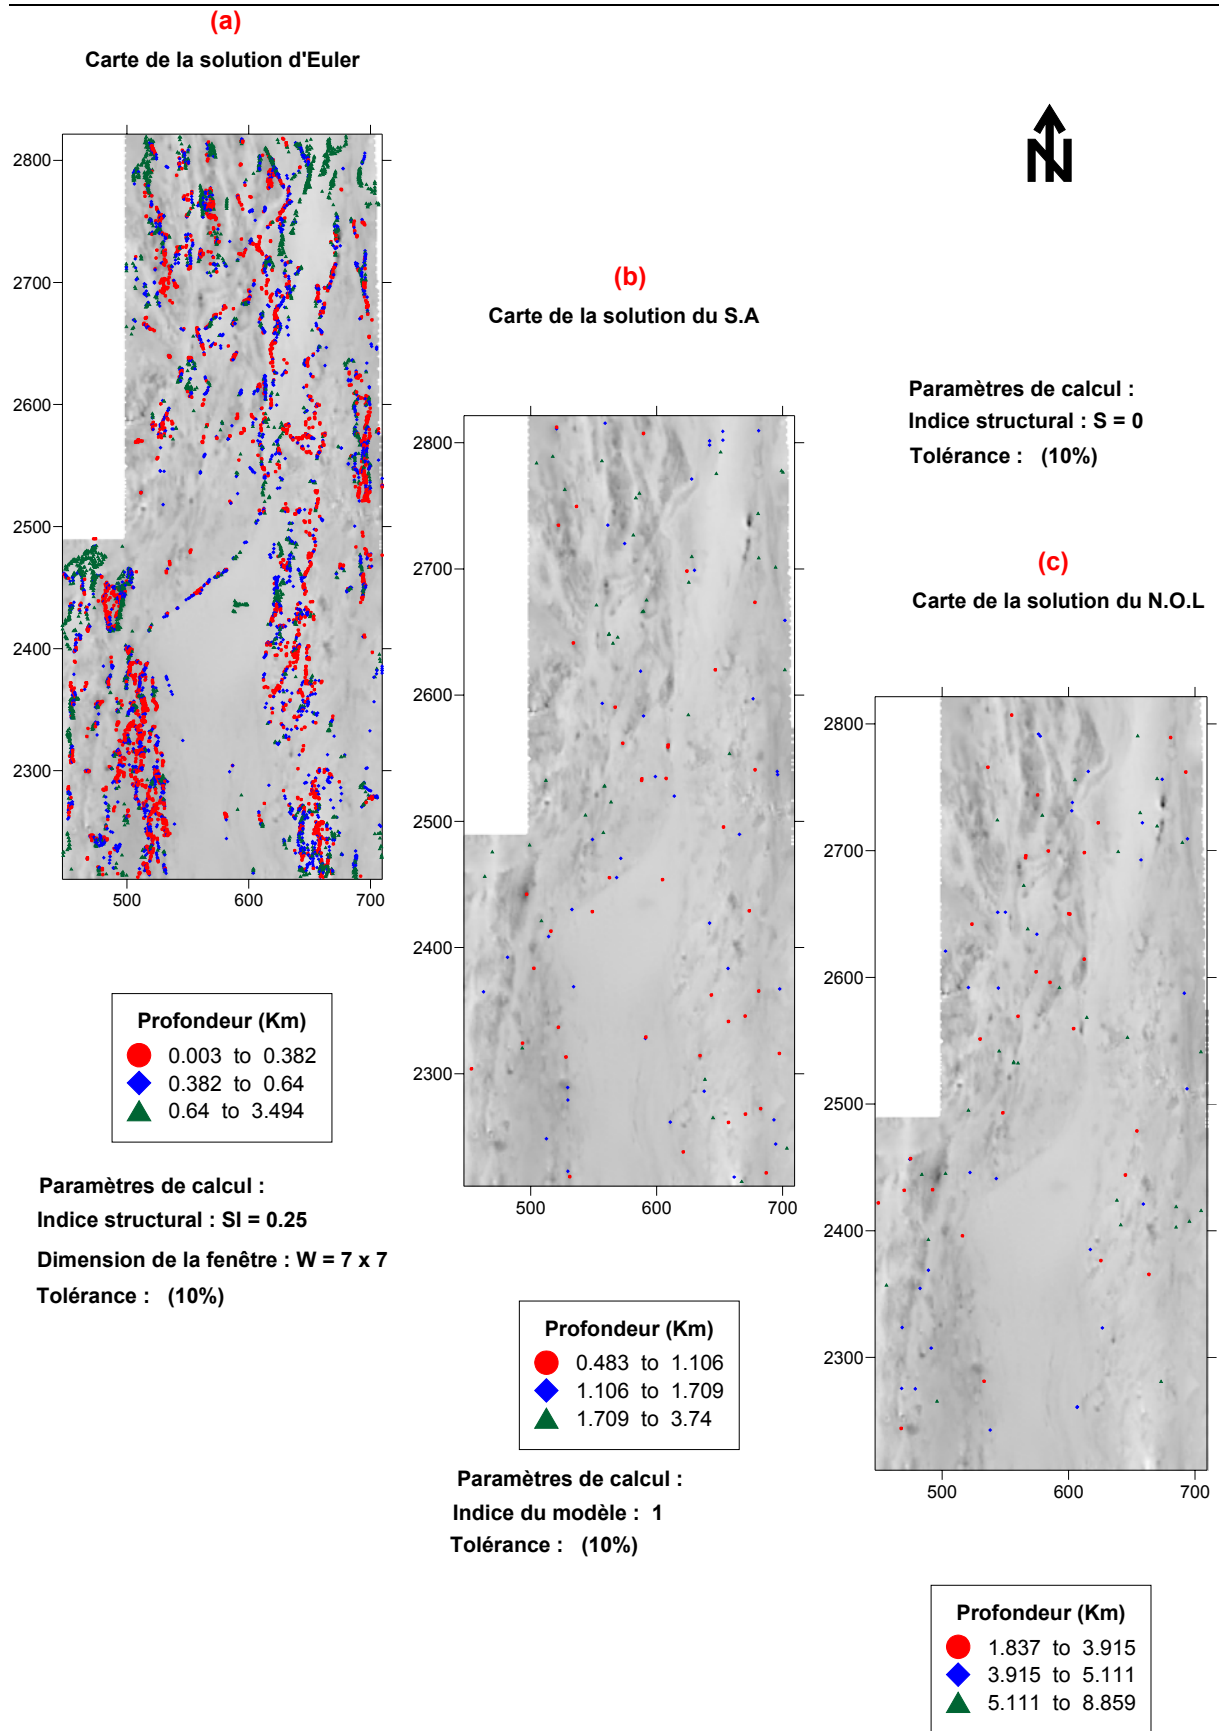 (a)
Carte de la solution d'Euler
2800
2700
2600
2500
2400
2300
500 600 700
Profondeur (Km)
0.003 to 0.382
0.382 to 0.64
0.64 to 3.494
Paramètres de calcul :
Indice structural : SI = 0.25
Dimension de la fenêtre : W = 7 x 7
Tolérance : (10%)
(b)
Carte de la solution du S.A
2800
2700
2600
2500
2400
2300
500 600 700
Profondeur (Km)
0.483 to 1.106
1.106 to 1.709
1.709 to 3.74
Paramètres de calcul :
Indice du modèle : 1
Tolérance : (10%)
N
Paramètres de calcul :
Indice structural : S = 0
Tolérance : (10%)
(c)
Carte de la solution du N.O.L
2800
2700
2600
2500
2400
2300
500 600 700
Profondeur (Km)
1.837 to 3.915
3.915 to 5.111
5.111 to 8.859